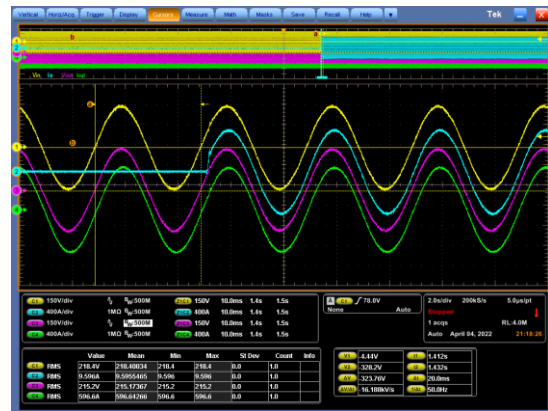 Vertical Horiz/Acq Trigger Display Cursors Measure Math Masks Save Recall Help Tek
b a
Vin Iin Vout Iout
a
b
C1 150V/div BW:500M Z1C1 150V 10.0ms 1.4s 1.5s
C2 400A/div 1MΩ BW:500M Z1C2 400A 10.0ms 1.4s 1.5s
C3 150V/div BW:500M Z1C3 150V 10.0ms 1.4s 1.5s
C4 400A/div 1MΩ BW:500M Z1C4 400A 10.0ms 1.4s 1.5s
A C1 78.0V
None Auto
2.0s/div 200kS/s 5.0µs/pt
Stopped
1 acqs RL:4.0M
Auto April 04, 2022 21:18:26
Value Mean Min Max St Dev Count Info
C1 RMS 218.4V 218.40034 218.4 218.4 0.0 1.0
C2 RMS 9.596A 9.5955465 9.596 9.596 0.0 1.0
C3 RMS 215.2V 215.17367 215.2 215.2 0.0 1.0
C4 RMS 596.6A 596.64266 596.6 596.6 0.0 1.0
V1 -4.44V t1 1.412s
V2 -328.2V t2 1.432s
ΔV -323.76V Δt 20.0ms
ΔV/Δt -16.188kV/s 1/Δt 50.0Hz